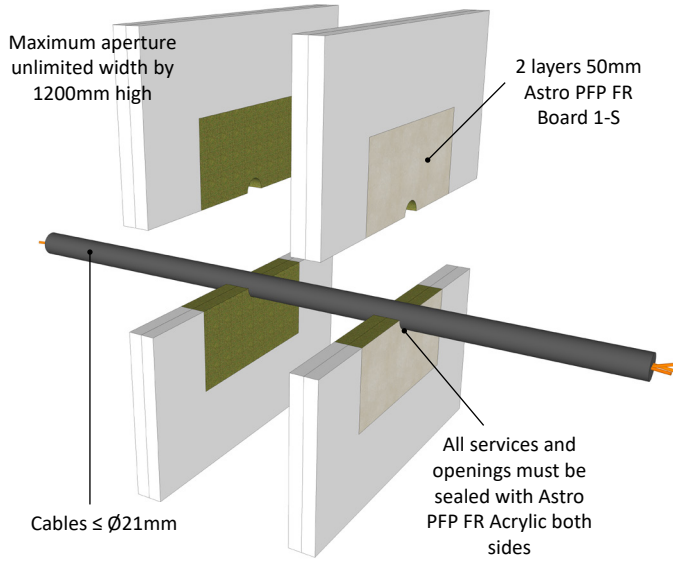 Maximum aperture
unlimited width by
1200mm high
2 layers 50mm
Astro PFP FR
Board 1-S
Cables ≤ Ø21mm
All services and
openings must be
sealed with Astro
PFP FR Acrylic both
sides